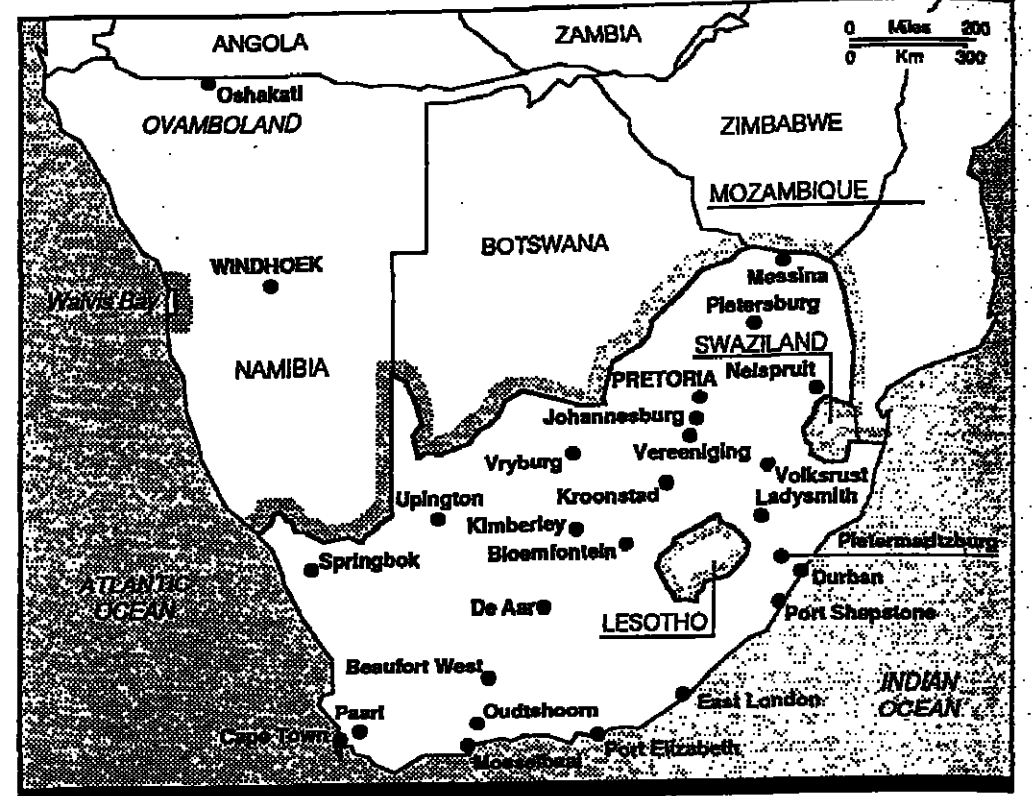 0 Miles 200
0 Km 300
ANGOLA
ZAMBIA
Oshakati
OVAMBOLAND
ZIMBABWE
MOZAMBIQUE
BOTSWANA
WINDHOEK
Walvis Bay
Messina
Pietersburg
SWAZILAND
NAMIBIA
Nelspruit
PRETORIA
Johannesburg
Vereeniging
Vryburg
Volksrust
Kroonstad
Ladysmith
Upington
Kimberley
Bloemfontein
Pietermaritzburg
Springbok
Durban
ATLANTIC
OCEAN
De Aar
Port Shepstone
LESOTHO
Beaufort West
INDIAN
OCEAN
East London
Paarl
Oudtshoorn
Cape Town
Port Elizabeth
Mosselbaai